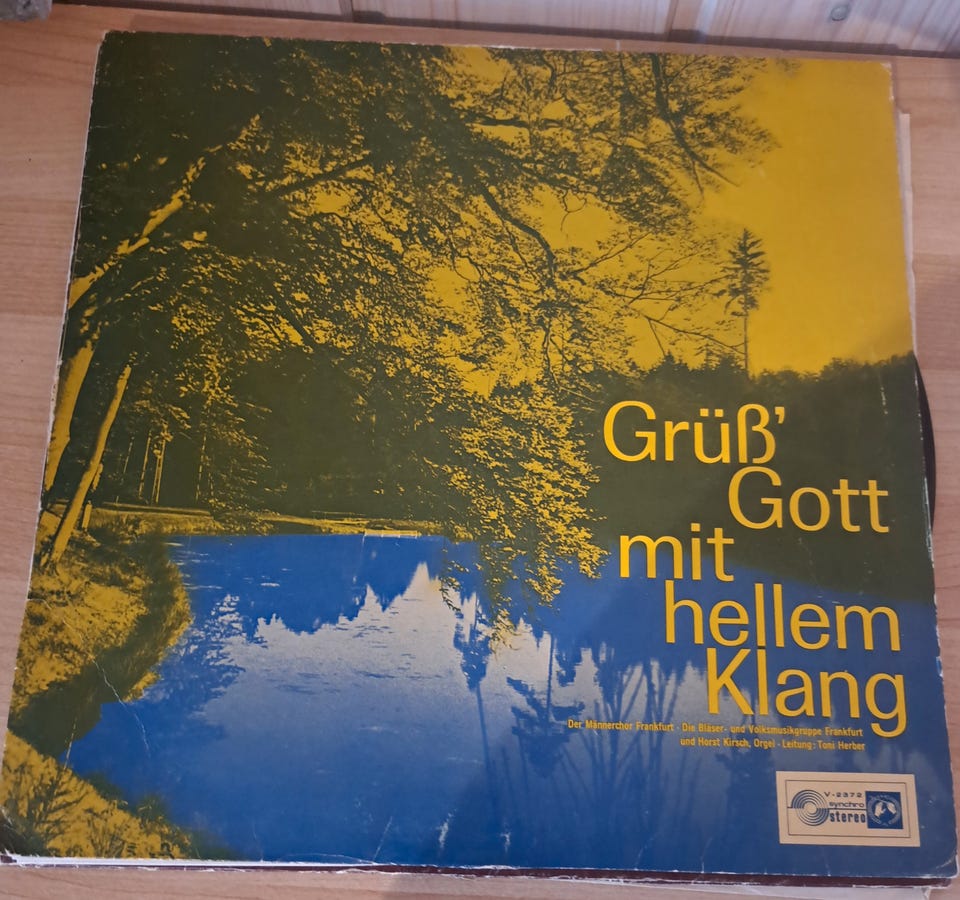 Grüß'
Gott
mit
hellem
Klang
Der Männerchor Frankfurt · Die Bläser- und Volksmusikgruppe Frankfurt
und Horst Kirsch, Orgel · Leitung: Toni Herber
V·2372
synchro
stereo